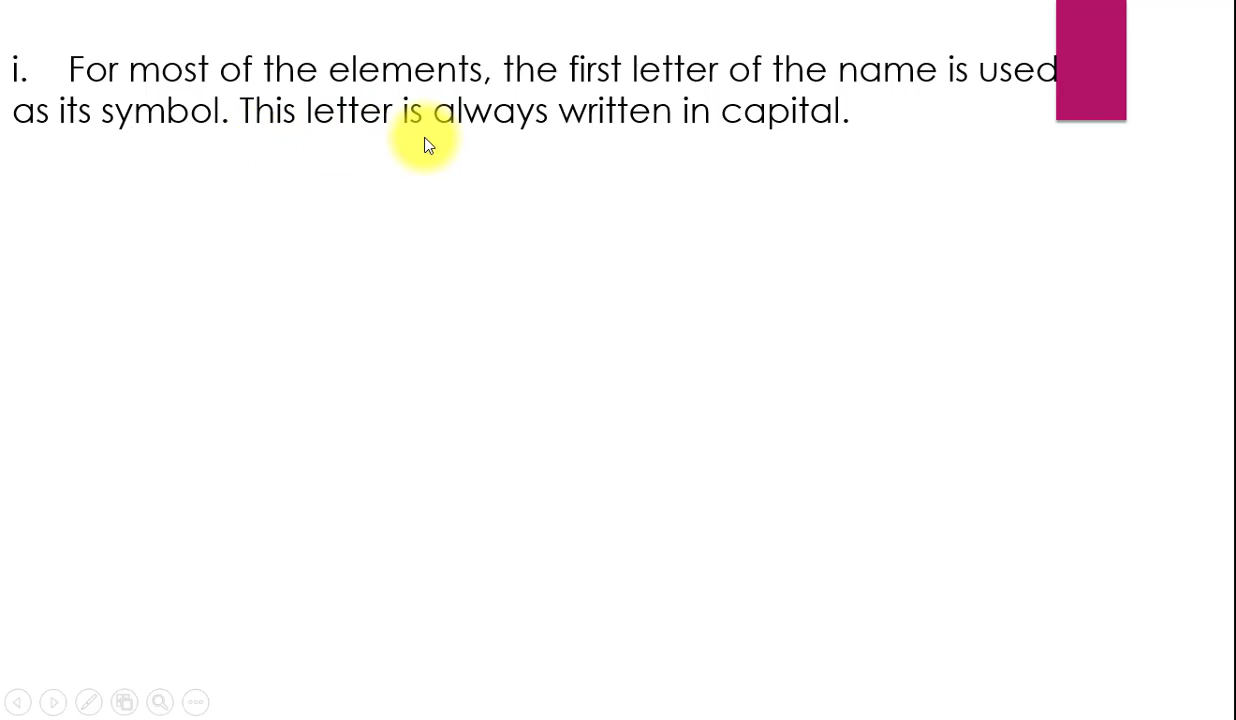 i. For most of the elements, the first letter of the name is used
as its symbol. This letter is always written in capital.